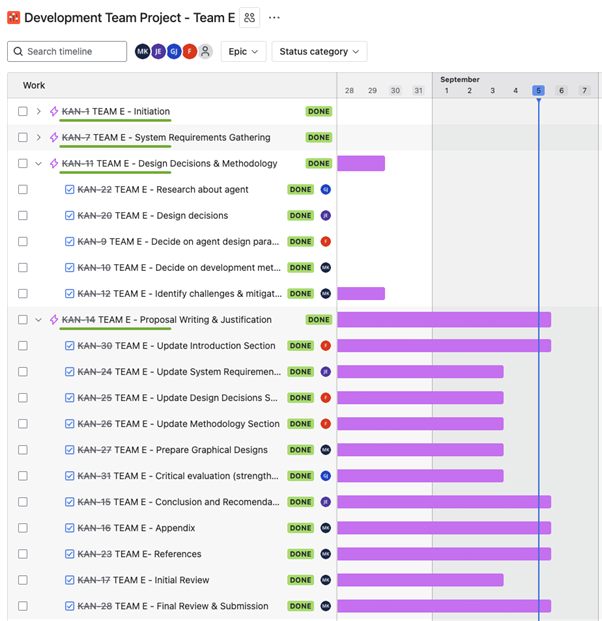 Development Team Project - Team E
Search timeline
MK JE GJ F
Epic
Status category
Work
September
28 29 30 31 1 2 3 4 5 6 7
KAN-1 TEAM E - Initiation DONE
KAN-7 TEAM E - System Requirements Gathering DONE
KAN-11 TEAM E - Design Decisions & Methodology DONE
KAN-22 TEAM E - Research about agent DONE GJ
KAN-20 TEAM E - Design decisions DONE JE
KAN-9 TEAM E - Decide on agent design para... DONE F
KAN-10 TEAM E - Decide on development met... DONE MK
KAN-12 TEAM E - Identify challenges & mitigat... DONE MK
KAN-14 TEAM E - Proposal Writing & Justification DONE
KAN-30 TEAM E - Update Introduction Section DONE F
KAN-24 TEAM E - Update System Requiremen... DONE JE
KAN-25 TEAM E - Update Design Decisions S... DONE F
KAN-26 TEAM E - Update Methodology Section DONE F
KAN-27 TEAM E - Prepare Graphical Designs DONE MK
KAN-31 TEAM E - Critical evaluation (strength... DONE GJ
KAN-15 TEAM E - Conclusion and Recomenda... DONE JE
KAN-16 TEAM E - Appendix DONE MK
KAN-23 TEAM E- References DONE MK
KAN-17 TEAM E - Initial Review DONE MK
KAN-28 TEAM E - Final Review & Submission DONE MK